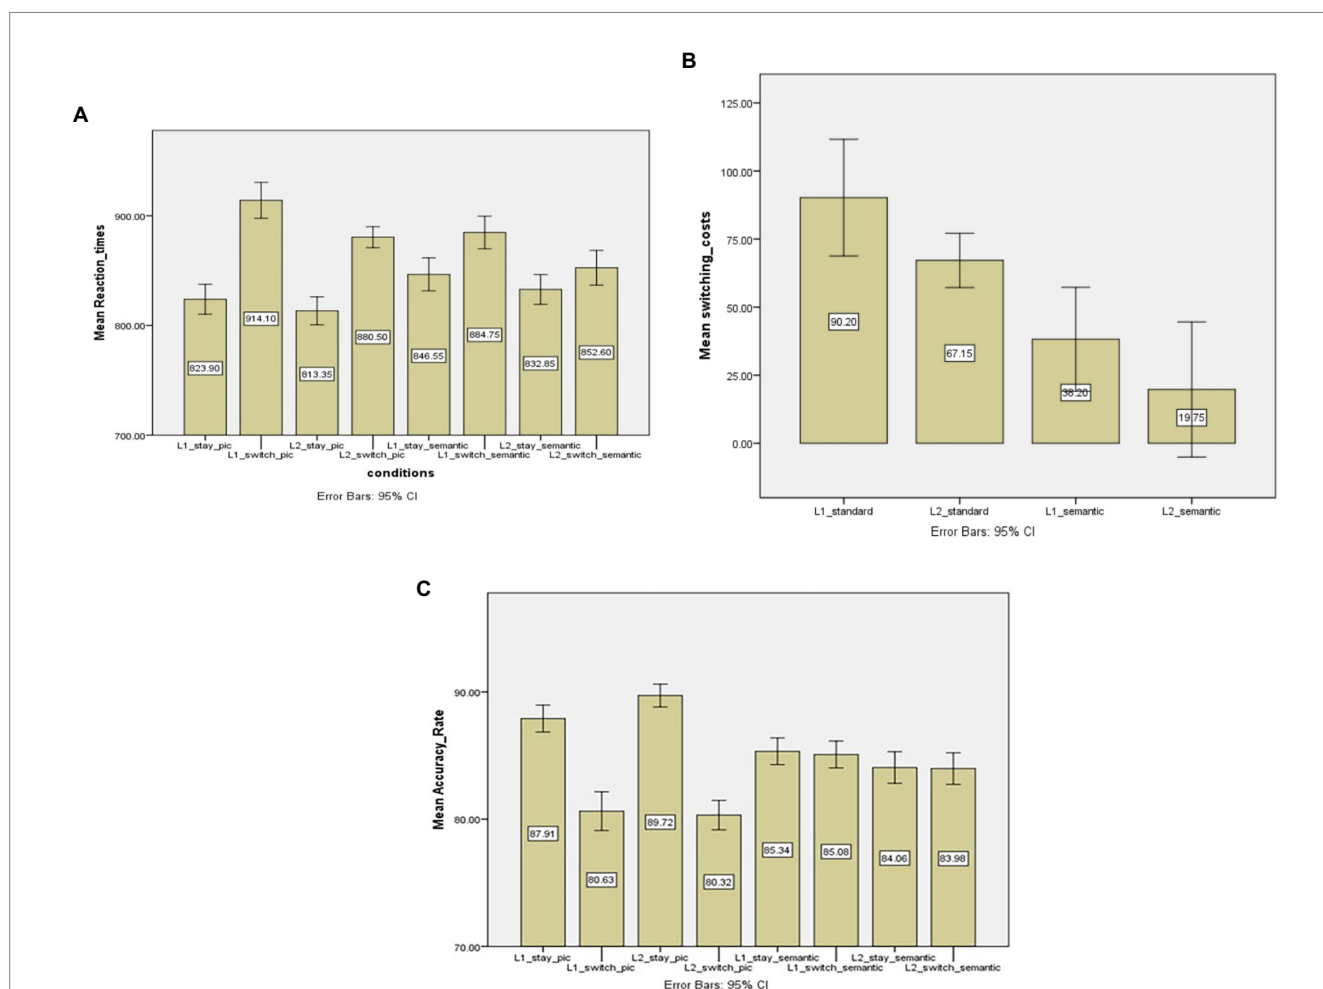 A
Mean Reaction_times
900.00
800.00
700.00
823.90
914.10
813.35
880.50
846.55
884.75
832.85
852.60
L1_stay_pic
L1_switch_pic
L2_stay_pic
L2_switch_pic
L1_stay_semantic
L1_switch_semantic
L2_stay_semantic
L2_switch_semantic
conditions
Error Bars: 95% CI
B
Mean switching_costs
125.00
100.00
75.00
50.00
25.00
0.00
90.20
67.15
38.20
19.75
L1_standard
L2_standard
L1_semantic
L2_semantic
Error Bars: 95% CI
C
Mean Accuracy_Rate
90.00
80.00
70.00
87.91
80.63
89.72
80.32
85.34
85.08
84.06
83.98
L1_stay_pic
L1_switch_pic
L2_stay_pic
L2_switch_pic
L1_stay_semantic
L1_switch_semantic
L2_stay_semantic
L2_switch_semantic
Error Bars: 95% CI